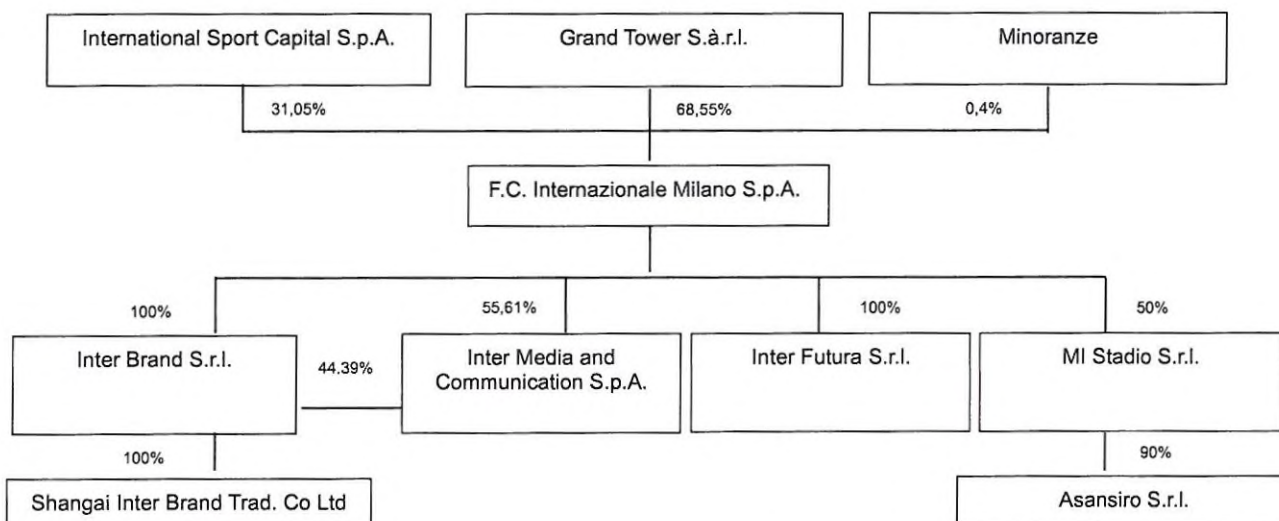 International Sport Capital S.p.A.
Grand Tower S.à.r.l.
Minoranze
31,05%
68,55%
0,4%
F.C. Internazionale Milano S.p.A.
100%
55,61%
100%
50%
Inter Brand S.r.l.
44.39%
Inter Media and
Communication S.p.A.
Inter Futura S.r.l.
MI Stadio S.r.l.
100%
90%
Shangai Inter Brand Trad. Co Ltd
Asansiro S.r.l.